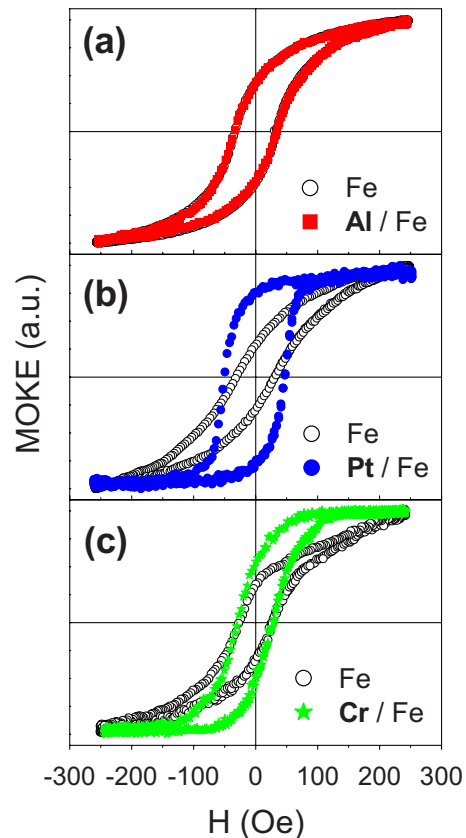 (a)
Fe
Al / Fe
(b)
Fe
Pt / Fe
(c)
Fe
Cr / Fe
MOKE (a.u.)
-300 -200 -100 0 100 200 300
H (Oe)